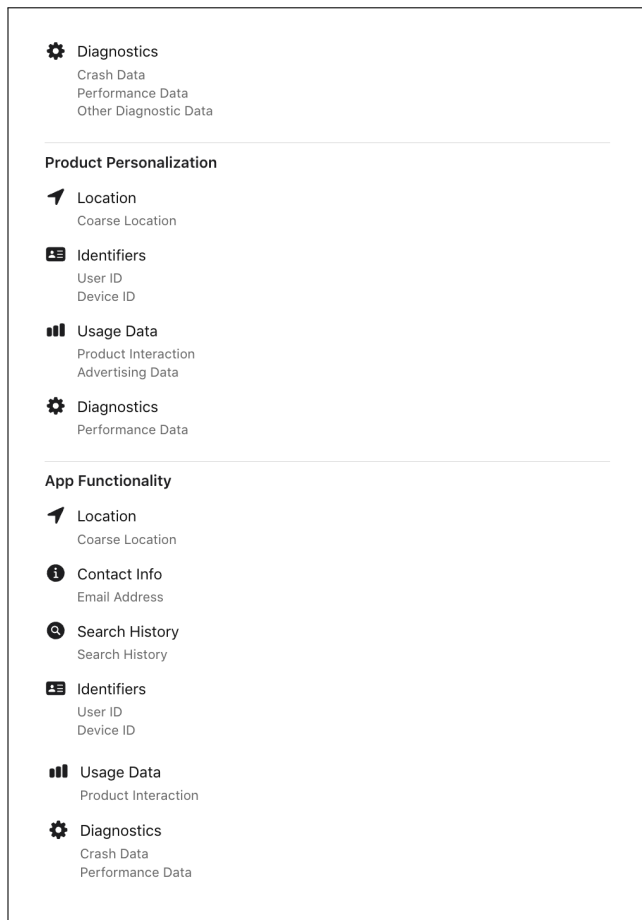 Diagnostics
Crash Data
Performance Data
Other Diagnostic Data
Product Personalization
Location
Coarse Location
Identifiers
User ID
Device ID
Usage Data
Product Interaction
Advertising Data
Diagnostics
Performance Data
App Functionality
Location
Coarse Location
Contact Info
Email Address
Search History
Search History
Identifiers
User ID
Device ID
Usage Data
Product Interaction
Diagnostics
Crash Data
Performance Data